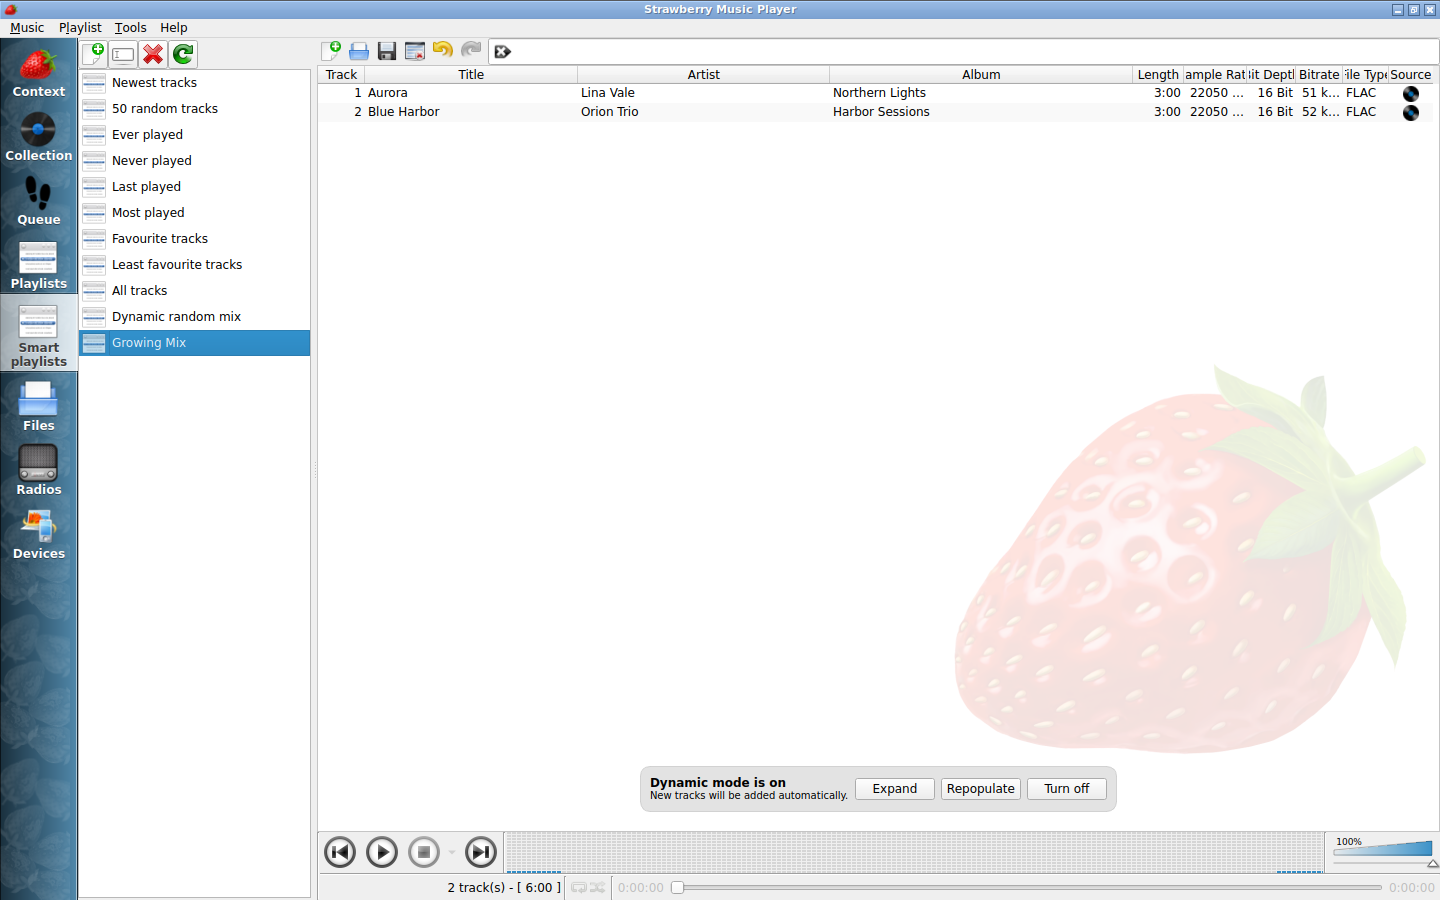 Strawberry Music Player
Music Playlist Tools Help
Context
Collection
Queue
Playlists
Smart
playlists
Files
Radios
Devices
Newest tracks
50 random tracks
Ever played
Never played
Last played
Most played
Favourite tracks
Least favourite tracks
All tracks
Dynamic random mix
Growing Mix
Track Title Artist Album Length ample Rat it Dept Bitrate ile Type Source
1 Aurora Lina Vale Northern Lights 3:00 22050 ... 16 Bit 51 k... FLAC
2 Blue Harbor Orion Trio Harbor Sessions 3:00 22050 ... 16 Bit 52 k... FLAC
Dynamic mode is on
New tracks will be added automatically.
Expand Repopulate Turn off
100%
2 track(s) - [ 6:00 ] 0:00:00 0:00:00